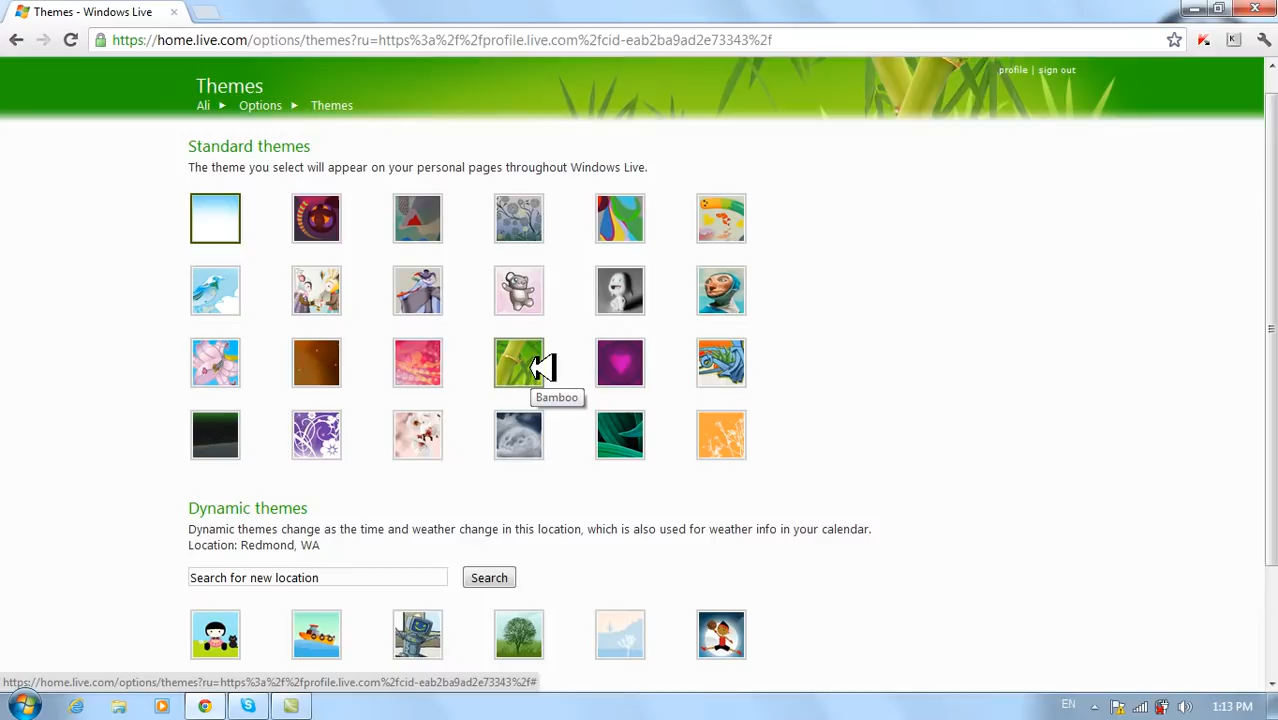 Themes - Windows Live
https://home.live.com/options/themes?ru=https%3a%2f%2fprofile.live.com%2fcid-eab2ba9ad2e73343%2f
profile | sign out
Themes
Ali ► Options ► Themes
Standard themes
The theme you select will appear on your personal pages throughout Windows Live.
Bamboo
Dynamic themes
Dynamic themes change as the time and weather change in this location, which is also used for weather info in your calendar.
Location: Redmond, WA
Search for new location
Search
https://home.live.com/options/themes?ru=https%3a%2f%2fprofile.live.com%2fcid-eab2ba9ad2e73343%2f#
EN
1:13 PM